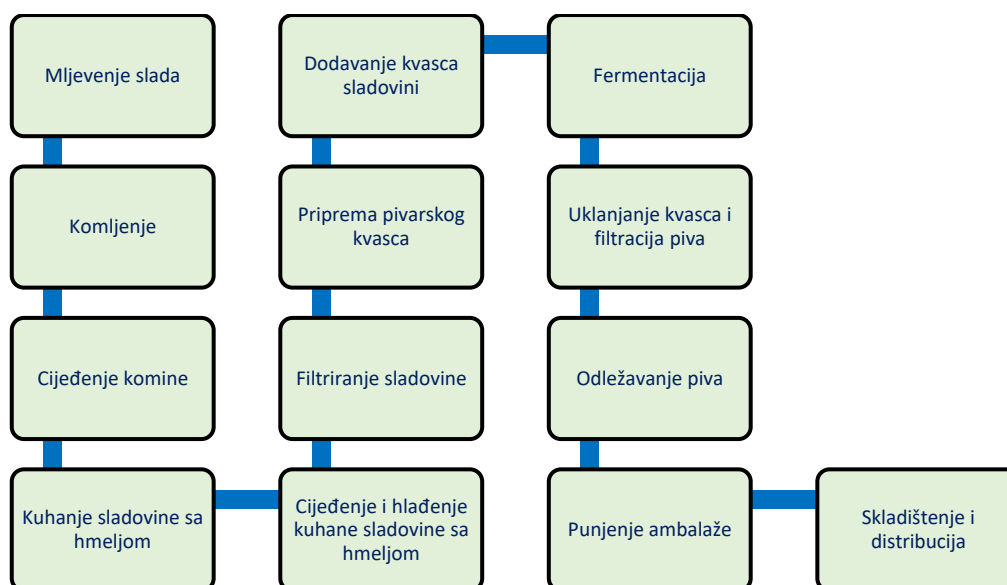 Mljevenje slada
Komljenje
Cijeđenje komine
Kuhanje sladovine sa
hmeljom
Cijeđenje i hlađenje
kuhane sladovine sa
hmeljom
Filtriranje sladovine
Priprema pivarskog
kvasca
Dodavanje kvasca
sladovini
Fermentacija
Uklanjanje kvasca i
filtracija piva
Odležavanje piva
Punjenje ambalaže
Skladištenje i
distribucija